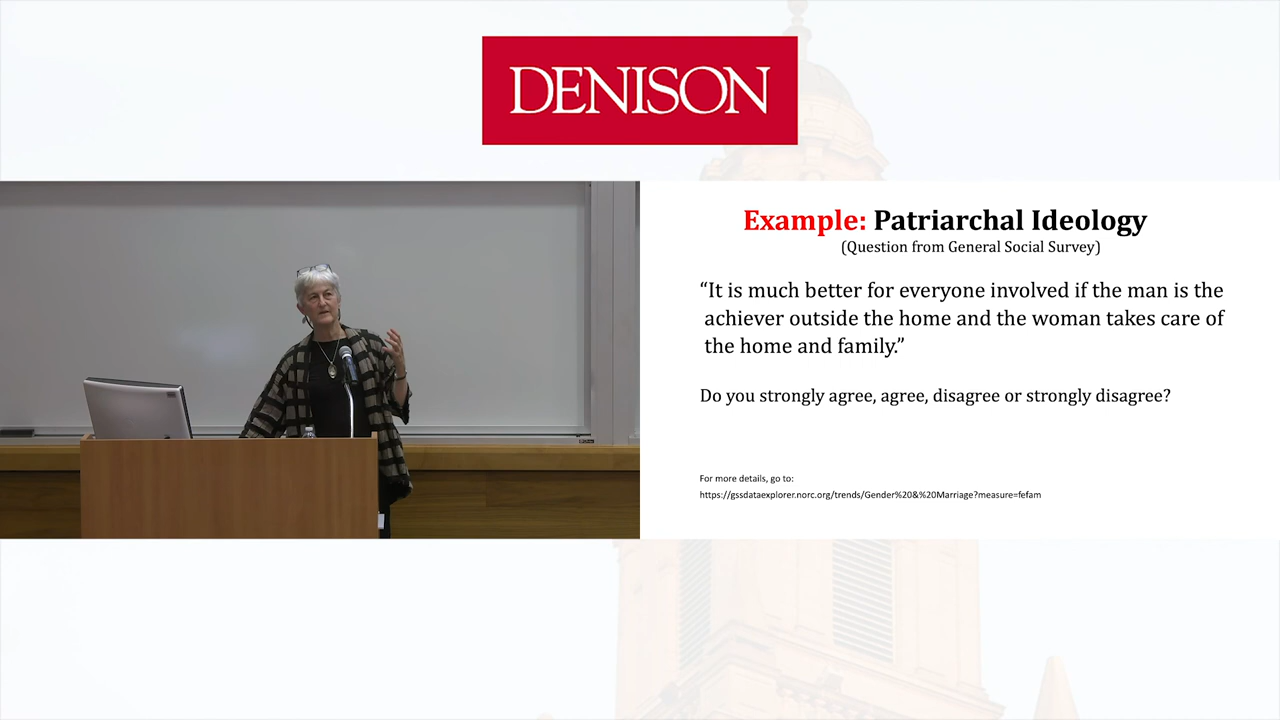 DENISON
Example: Patriarchal Ideology
(Question from General Social Survey)
“It is much better for everyone involved if the man is the
achiever outside the home and the woman takes care of
the home and family.”
Do you strongly agree, agree, disagree or strongly disagree?
For more details, go to:
https://gssdataexplorer.norc.org/trends/Gender%20&%20Marriage?measure=fefam